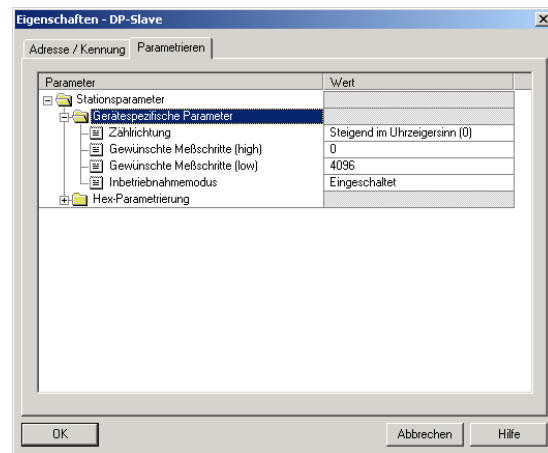 Eigenschaften - DP-Slave
Adresse / Kennung Parametrieren
Parameter Wert
Stationsparameter
Gerätespezifische Parameter
Zählrichtung Steigend im Uhrzeigersinn (0)
Gewünschte Meßschritte (high) 0
Gewünschte Meßschritte (low) 4096
Inbetriebnahmemodus Eingeschaltet
Hex-Parametrierung
OK Abbrechen Hilfe